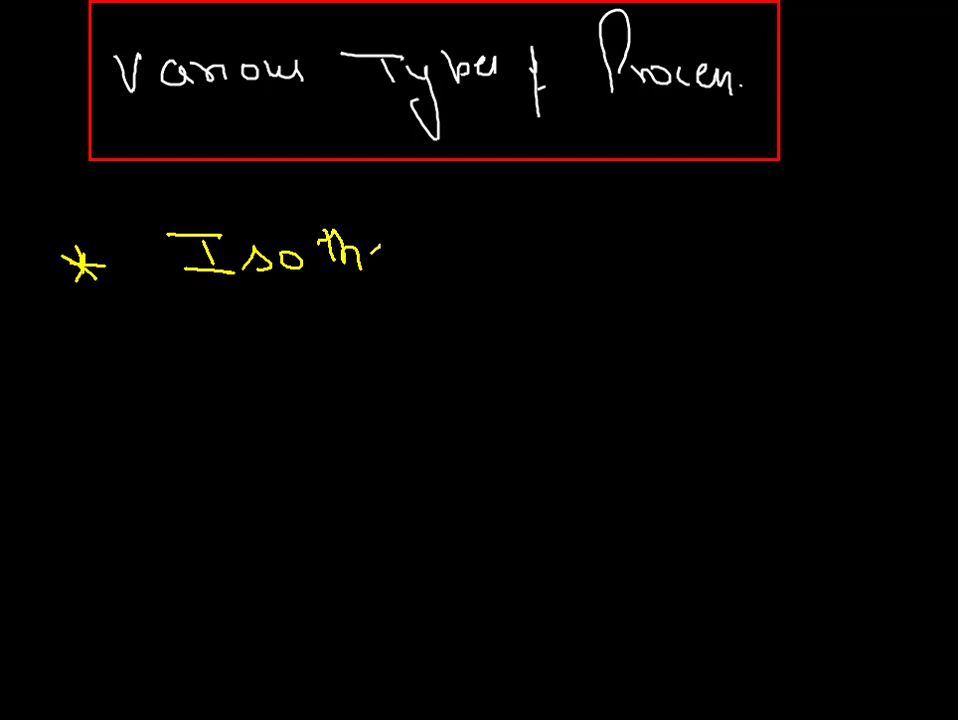 Various Types of Process.
* Isoth